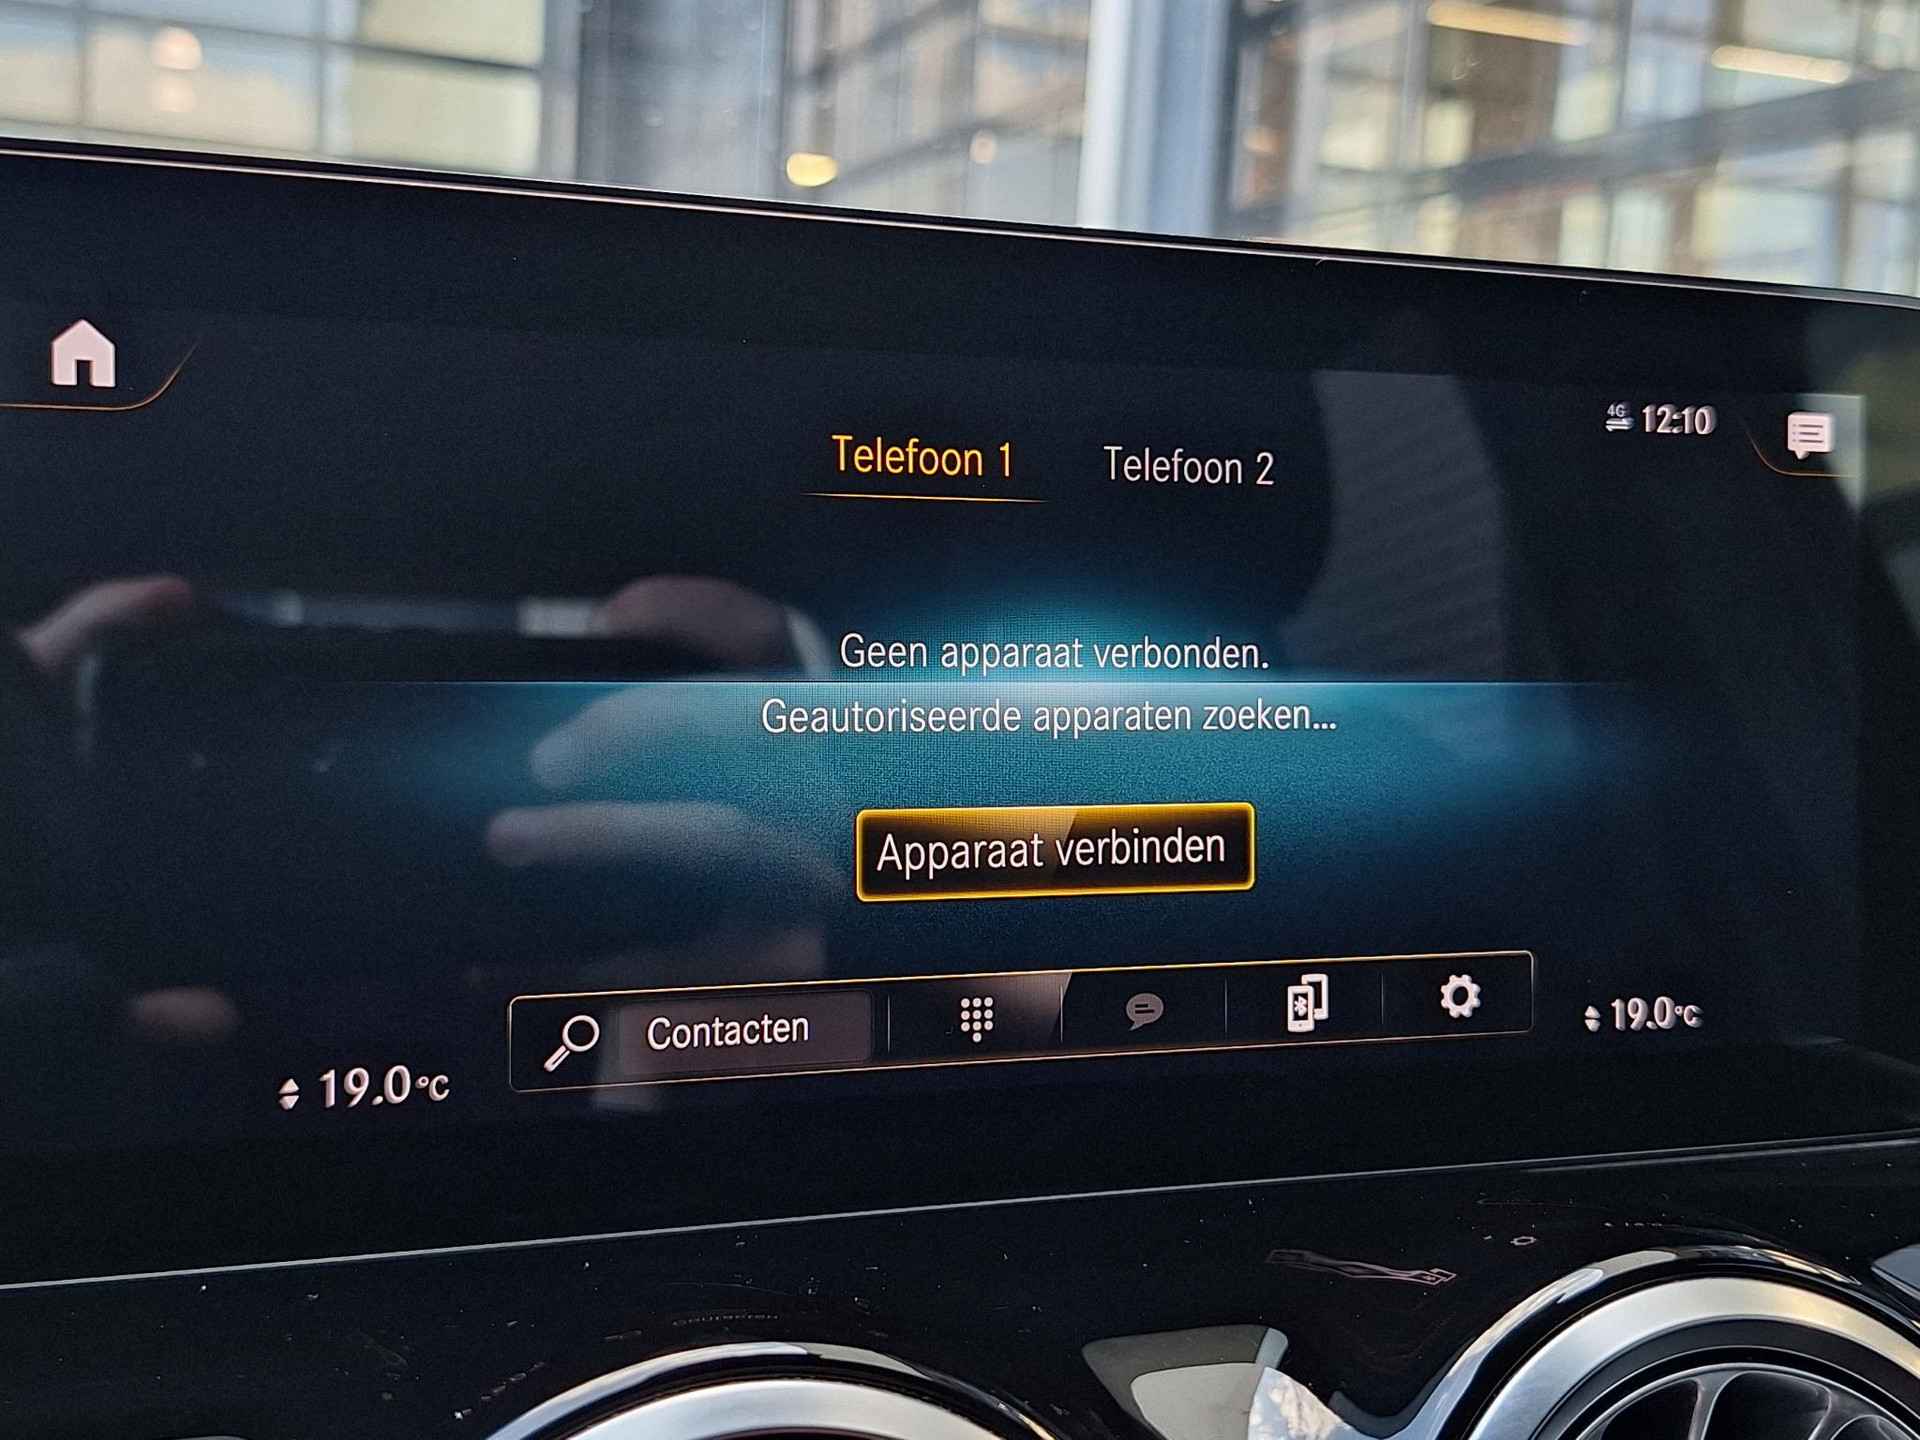 4G 12:10
Telefoon 1 Telefoon 2
Geen apparaat verbonden.
Geautoriseerde apparaten zoeken...
Apparaat verbinden
Contacten
19.0°C
19.0°C